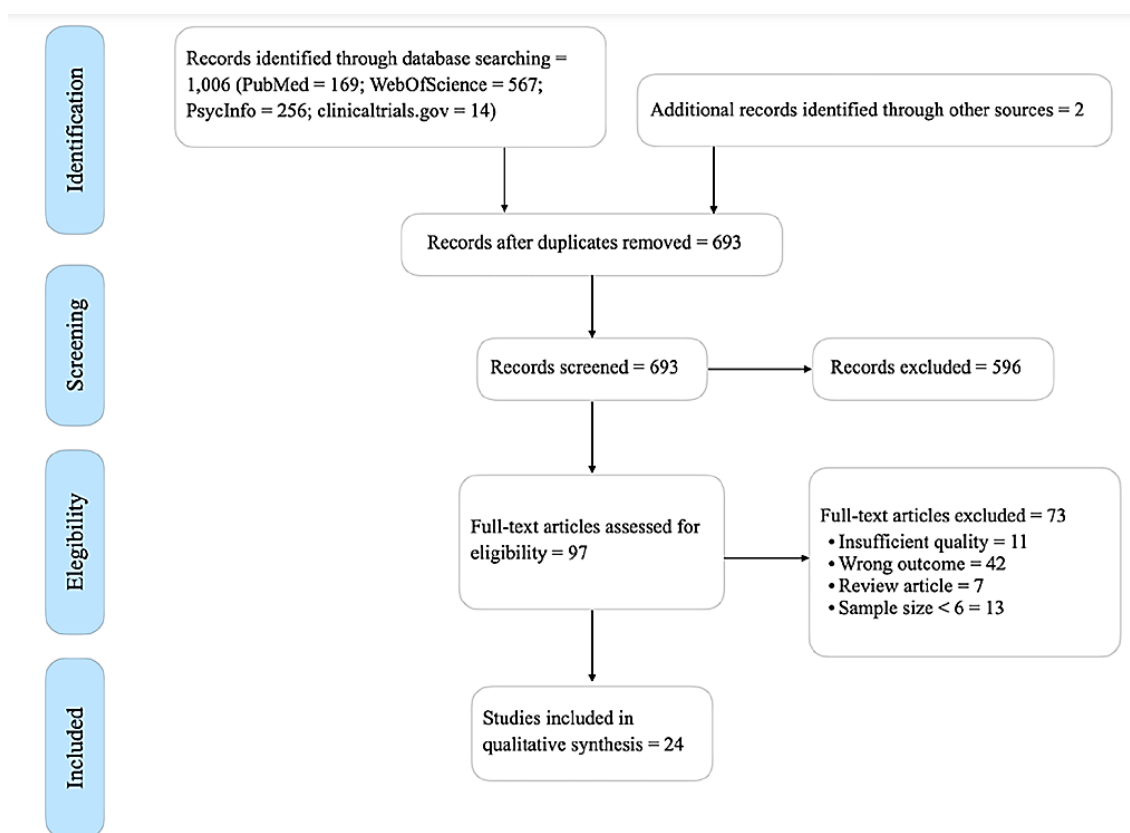 Identification
Records identified through database searching =
1,006 (PubMed = 169; WebOfScience = 567;
PsycInfo = 256; clinicaltrials.gov = 14)
Additional records identified through other sources = 2
Records after duplicates removed = 693
Screening
Records screened = 693
Records excluded = 596
Elegibility
Full-text articles assessed for
eligibility = 97
Full-text articles excluded = 73
• Insufficient quality = 11
• Wrong outcome = 42
• Review article = 7
• Sample size < 6 = 13
Included
Studies included in
qualitative synthesis = 24